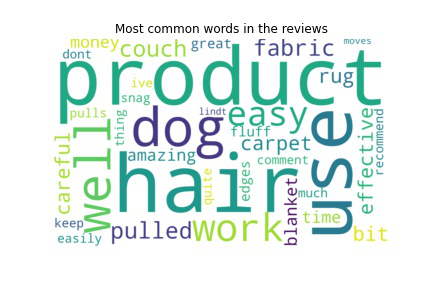 Most common words in the reviews
money couch great fabric moves
dont
product
ive rug
pulls snag easy
thing dog lindt fluff effective recommend
careful well amazing carpet use
hair quite edges comment
blanket much time
keep pulled work bit
easily